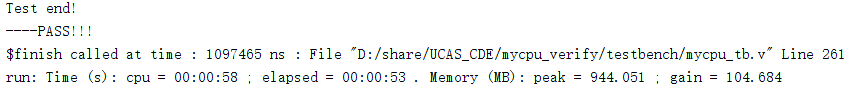 Test end!
----PASS!!!
$finish called at time : 1097465 ns : File "D:/share/UCAS_CDE/mycpu_verify/testbench/mycpu_tb.v" Line 261
run: Time (s): cpu = 00:00:58 ; elapsed = 00:00:53 . Memory (MB): peak = 944.051 ; gain = 104.684